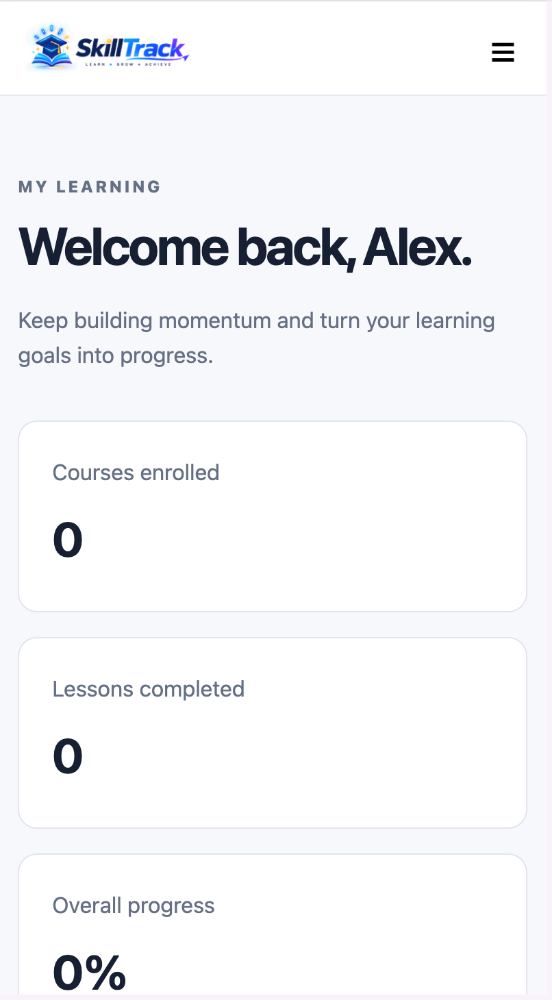 SkillTrack
LEARN • GROW • ACHIEVE
MY LEARNING
Welcome back, Alex.
Keep building momentum and turn your learning
goals into progress.
Courses enrolled
0
Lessons completed
0
Overall progress
0%